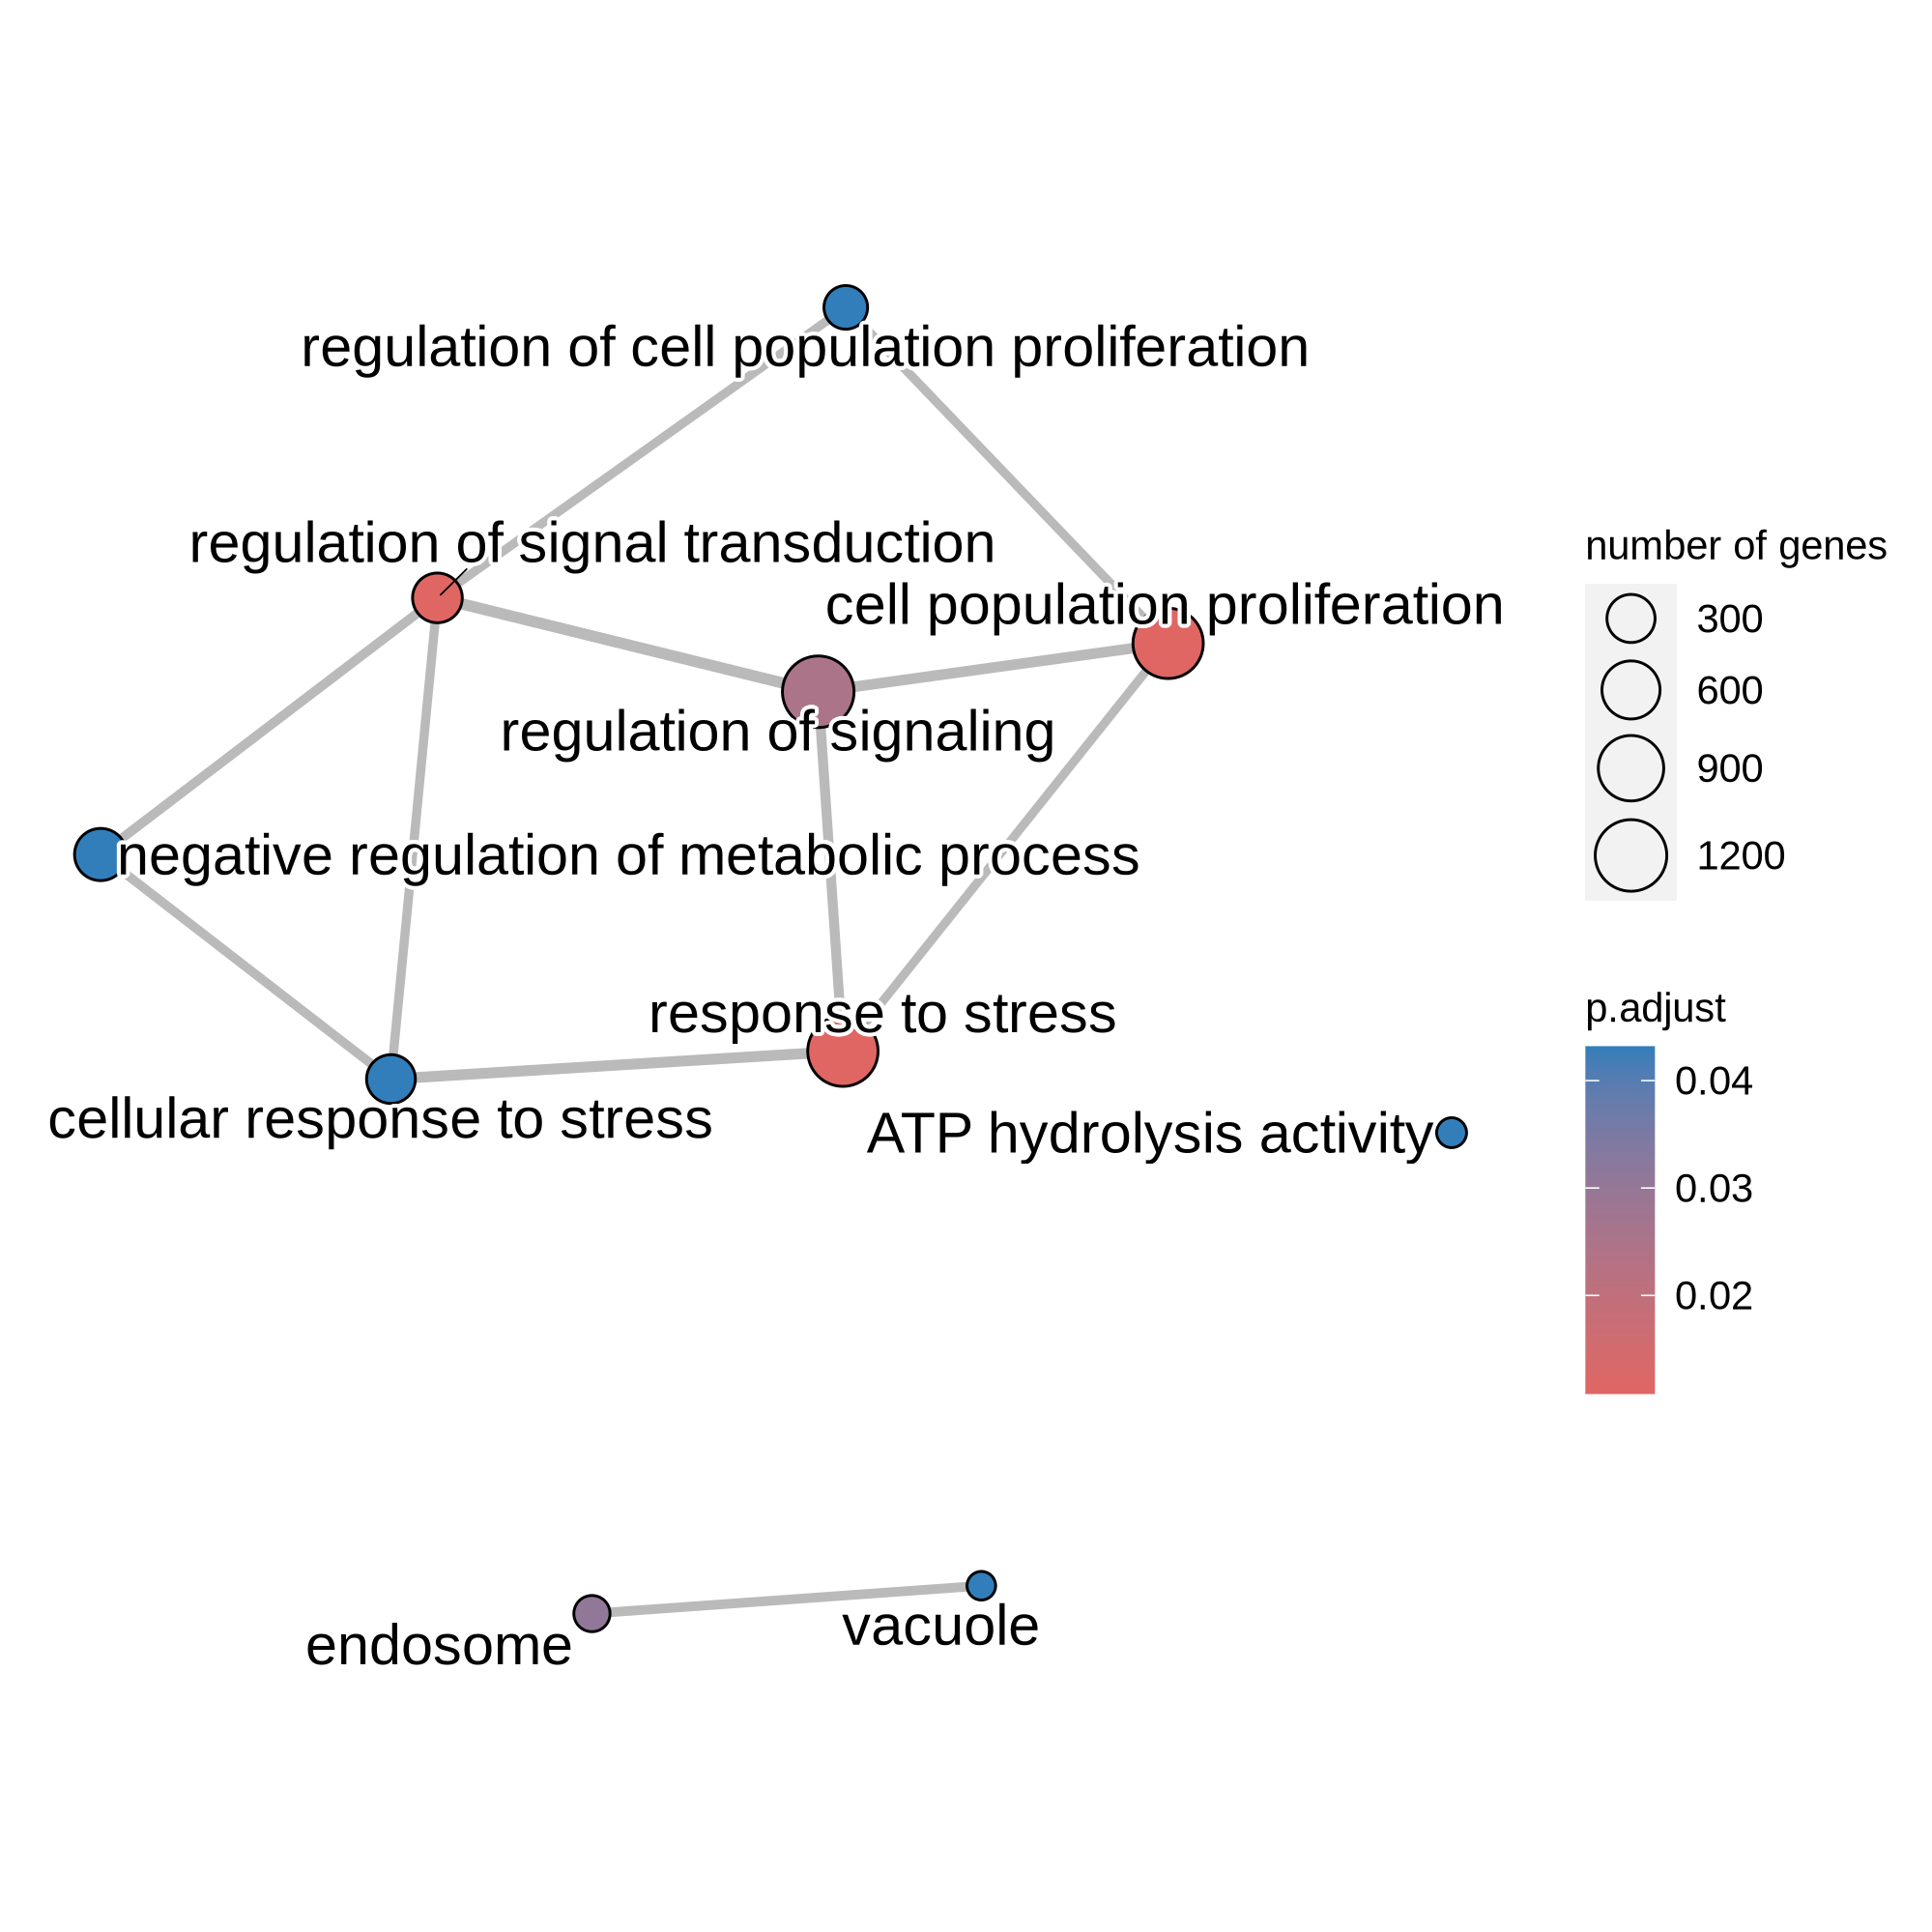 regulation of cell population proliferation
regulation of signal transduction
cell population proliferation
regulation of signaling
negative regulation of metabolic process
response to stress
cellular response to stress
ATP hydrolysis activity
endosome
vacuole
number of genes
300
600
900
1200
p.adjust
0.04
0.03
0.02